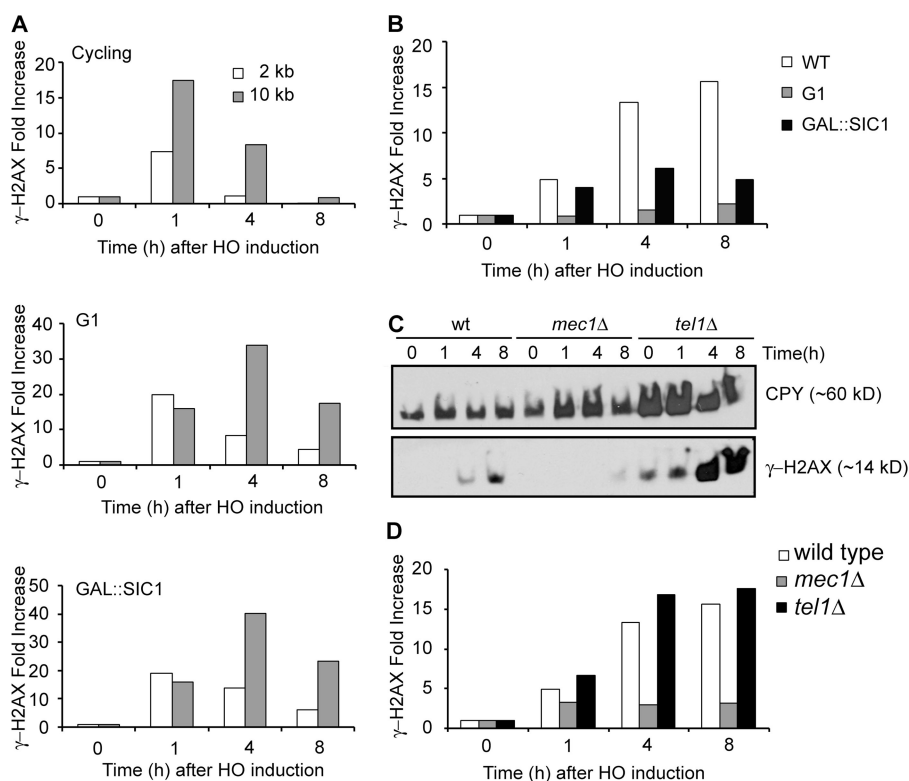 A
Cycling
γ–H2AX Fold Increase
20
15
10
5
0
2 kb
10 kb
0 1 4 8
Time (h) after HO induction
G1
γ–H2AX Fold Increase
40
30
20
10
0
0 1 4 8
Time (h) after HO induction
GAL::SIC1
γ–H2AX Fold Increase
50
40
30
20
10
0
0 1 4 8
Time (h) after HO induction
B
γ–H2AX Fold Increase
20
15
10
5
0
WT
G1
GAL::SIC1
0 1 4 8
Time (h) after HO induction
C
wt mec1Δ tel1Δ
0 1 4 8 0 1 4 8 0 1 4 8 Time(h)
CPY (~60 kD)
γ–H2AX (~14 kD)
D
γ–H2AX Fold Increase
20
15
10
5
0
wild type
mec1Δ
tel1Δ
0 1 4 8
Time (h) after HO induction